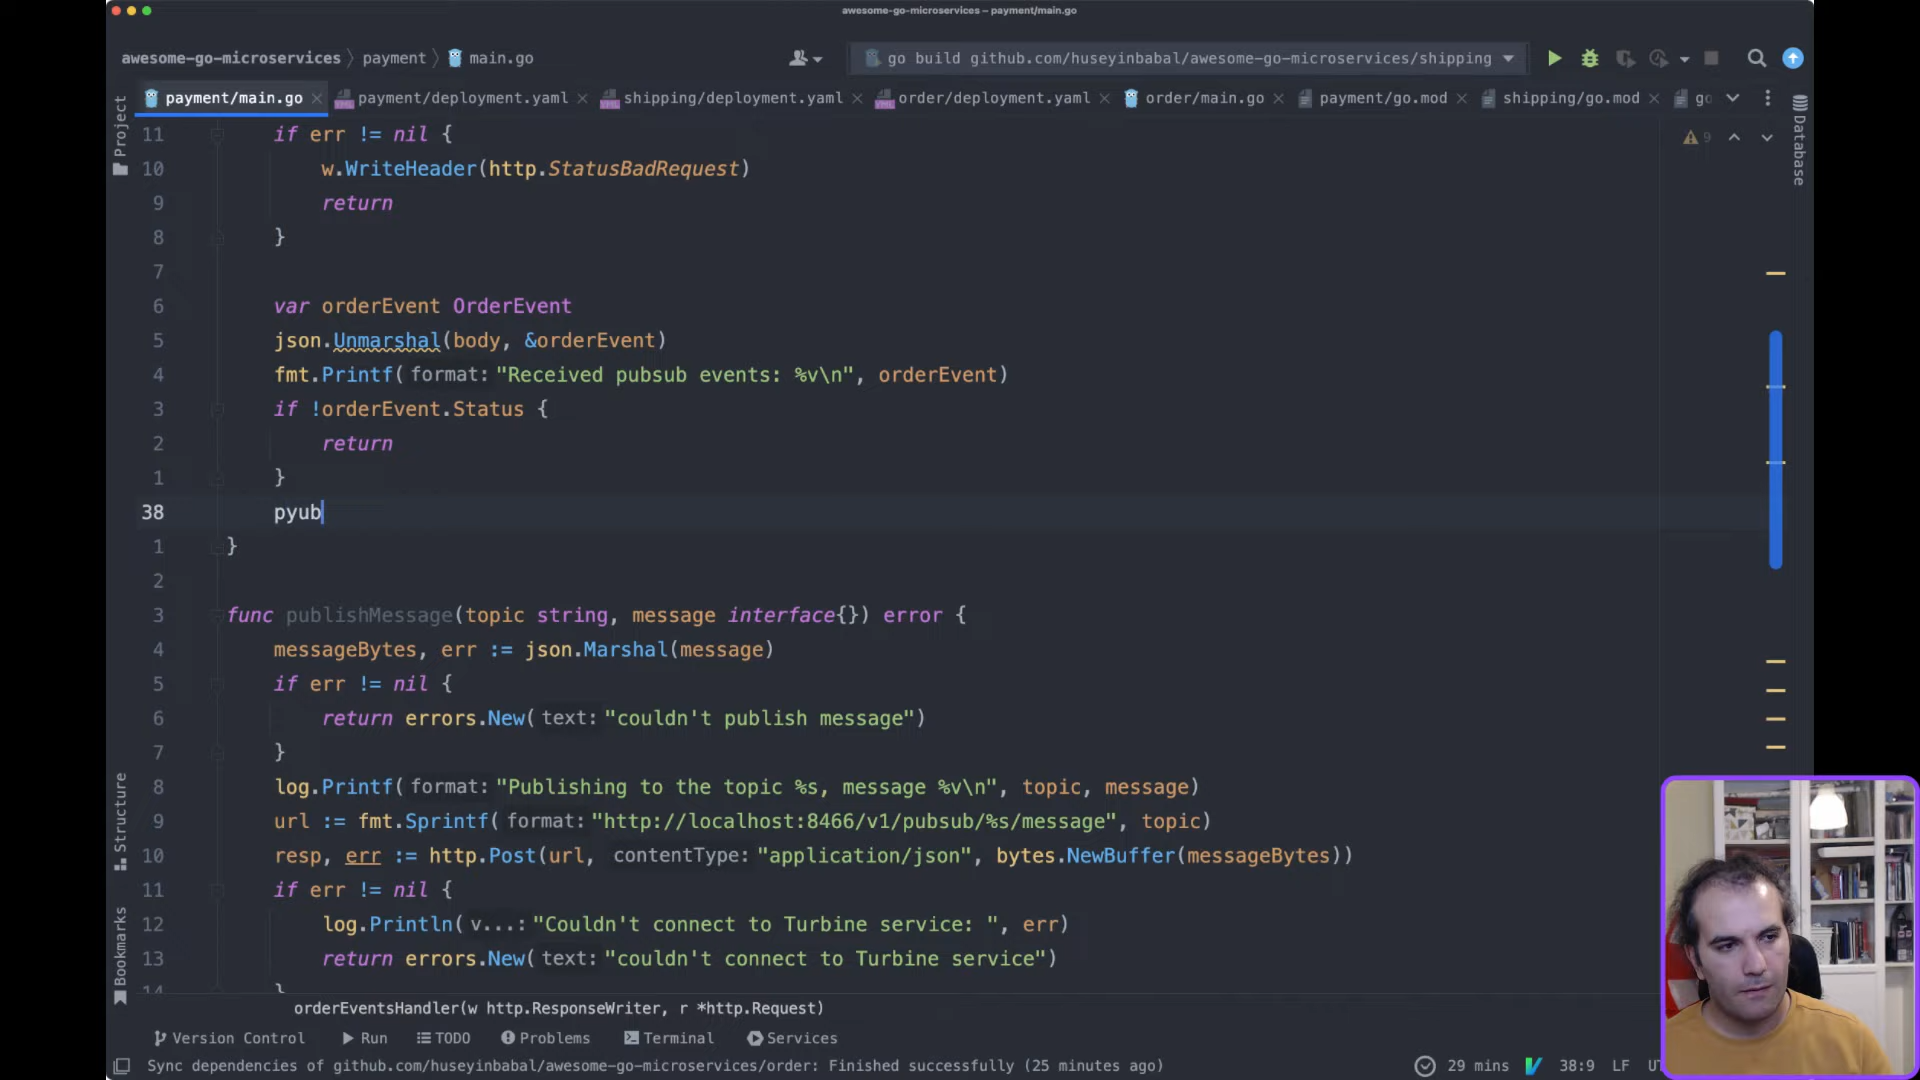 awesome-go-microservices – payment/main.go
awesome-go-microservices 〉 payment 〉 main.go
go build github.com/huseyinbabal/awesome-go-microservices/shipping
payment/main.go
payment/deployment.yaml
shipping/deployment.yaml
order/deployment.yaml
order/main.go
payment/go.mod
shipping/go.mod
go
Project
Structure
Bookmarks
Database
9
11 if err != nil {
10 w.WriteHeader(http.StatusBadRequest)
9 return
8 }
7
6 var orderEvent OrderEvent
5 json.Unmarshal(body, &orderEvent)
4 fmt.Printf( format: "Received pubsub events: %v\n", orderEvent)
3 if !orderEvent.Status {
2 return
1 }
38 pyub
1 }
2
3 func publishMessage(topic string, message interface{}) error {
4 messageBytes, err := json.Marshal(message)
5 if err != nil {
6 return errors.New( text: "couldn't publish message")
7 }
8 log.Printf( format: "Publishing to the topic %s, message %v\n", topic, message)
9 url := fmt.Sprintf( format: "http://localhost:8466/v1/pubsub/%s/message", topic)
10 resp, err := http.Post(url, contentType: "application/json", bytes.NewBuffer(messageBytes))
11 if err != nil {
12 log.Println( v...: "Couldn't connect to Turbine service: ", err)
13 return errors.New( text: "couldn't connect to Turbine service")
14 }
orderEventsHandler(w http.ResponseWriter, r *http.Request)
Version Control
Run
TODO
Problems
Terminal
Services
Sync dependencies of github.com/huseyinbabal/awesome-go-microservices/order: Finished successfully (25 minutes ago)
29 mins
38:9
LF